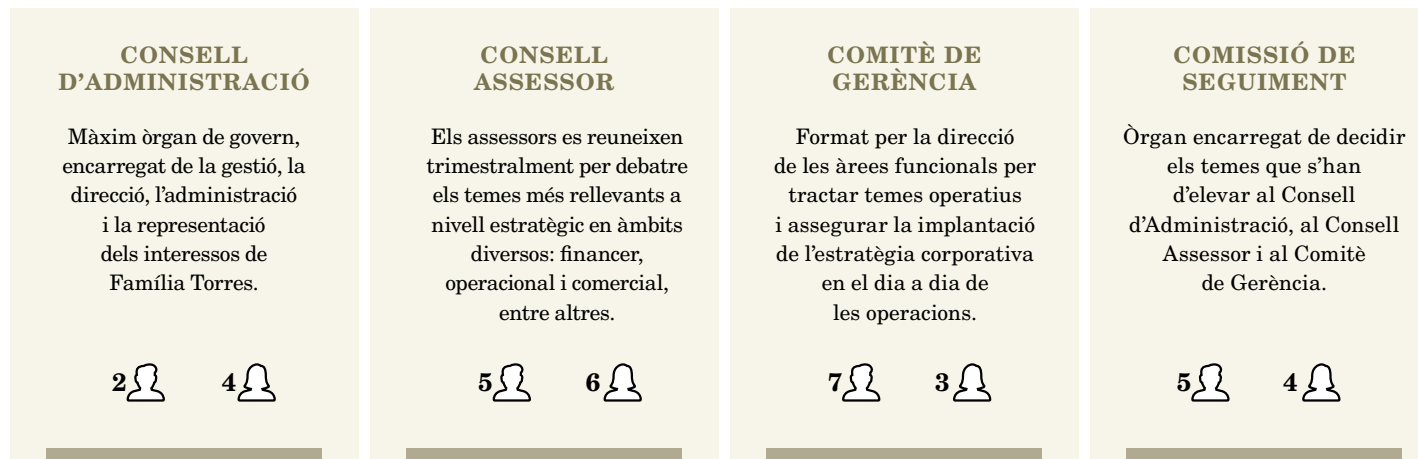 CONSELL
D’ADMINISTRACIÓ
Màxim òrgan de govern,
encarregat de la gestió, la
direcció, l’administració
i la representació
dels interessos de
Família Torres.
2 4
CONSELL
ASSESSOR
Els assessors es reuneixen
trimestralment per debatre
els temes més rellevants a
nivell estratègic en àmbits
diversos: financer,
operacional i comercial,
entre altres.
5 6
COMITÈ DE
GERÈNCIA
Format per la direcció
de les àrees funcionals per
tractar temes operatius
i assegurar la implantació
de l’estratègia corporativa
en el dia a dia de
les operacions.
7 3
COMISSIÓ DE
SEGUIMENT
Òrgan encarregat de decidir
els temes que s’han
d’elevar al Consell
d’Administració, al Consell
Assessor i al Comitè
de Gerència.
5 4